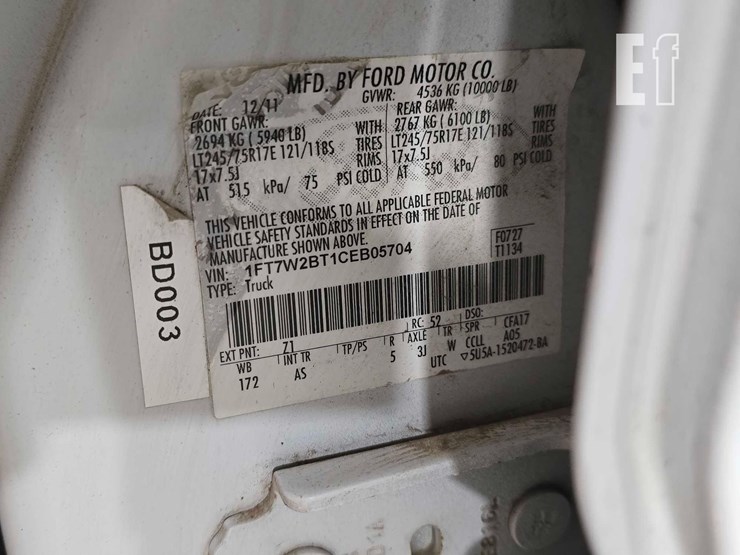 Ef
MFD. BY FORD MOTOR CO.
DATE: 12/11 GVWR: 4536 KG (10000 LB)
FRONT GAWR: REAR GAWR:
2694 KG (5940 LB) WITH 2767 KG (6100 LB) WITH
LT245/75R17E 121/118S TIRES LT245/75R17E 121/118S TIRES
17x7.5J RIMS 17x7.5J RIMS
AT 515 kPa/ 75 PSI COLD AT 550 kPa/ 80 PSI COLD
THIS VEHICLE CONFORMS TO ALL APPLICABLE FEDERAL MOTOR
VEHICLE SAFETY STANDARDS IN EFFECT ON THE DATE OF
MANUFACTURE SHOWN ABOVE.
VIN: 1FT7W2BT1CEB05704 F0727
TYPE: Truck T1134
EXT PNT: Z1 RC: 52 DSO:
WB INT TR TP/PS R AXLE TR SPR CFA17
172 AS 5 3J W CCLL A05
UTC ▽5U5A-1520472-BA
BD003